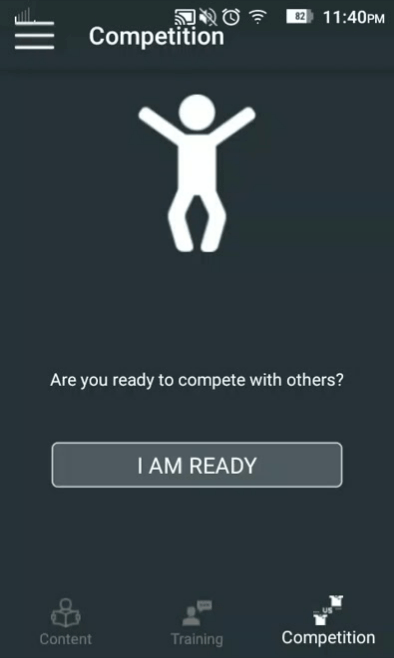 82 11:40PM
Competition
Are you ready to compete with others?
I AM READY
US
Content Training Competition